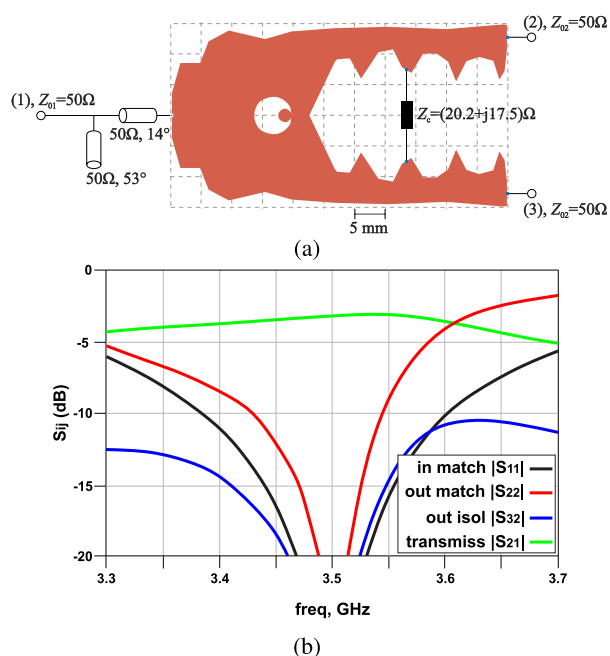 (2), Z02=50Ω
(1), Z01=50Ω
50Ω, 14°
Zc=(20.2+j17.5)Ω
50Ω, 53°
(3), Z02=50Ω
5 mm
(a)
0
-5
-10
-15
-20
Sij (dB)
in match |S11|
out match |S22|
out isol |S32|
transmiss |S21|
3.3
3.4
3.5
3.6
3.7
freq, GHz
(b)